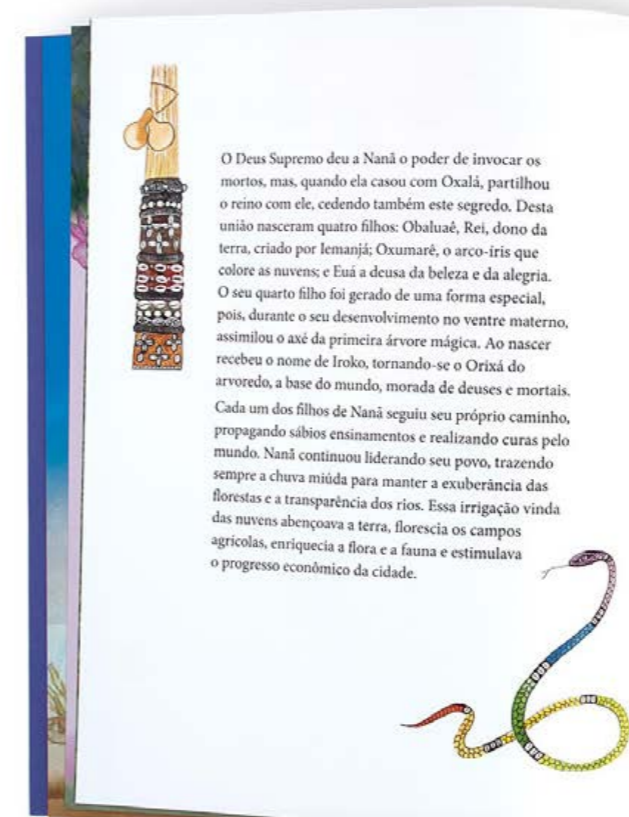 O Deus Supremo deu a Nanã o poder de invocar os
mortos, mas, quando ela casou com Oxalá, partilhou
o reino com ele, cedendo também este segredo. Desta
união nasceram quatro filhos: Obaluaê, Rei, dono da
terra, criado por Iemanjá; Oxumarê, o arco-íris que
colore as nuvens; e Euá a deusa da beleza e da alegria.
O seu quarto filho foi gerado de uma forma especial,
pois, durante o seu desenvolvimento no ventre materno,
assimilou o axé da primeira árvore mágica. Ao nascer
recebeu o nome de Iroko, tornando-se o Orixá do
arvoredo, a base do mundo, morada de deuses e mortais.
Cada um dos filhos de Nanã seguiu seu próprio caminho,
propagando sábios ensinamentos e realizando curas pelo
mundo. Nanã continuou liderando seu povo, trazendo
sempre a chuva miúda para manter a exuberância das
florestas e a transparência dos rios. Essa irrigação vinda
das nuvens abençoava a terra, florescia os campos
agrícolas, enriquecia a flora e a fauna e estimulava
o progresso econômico da cidade.